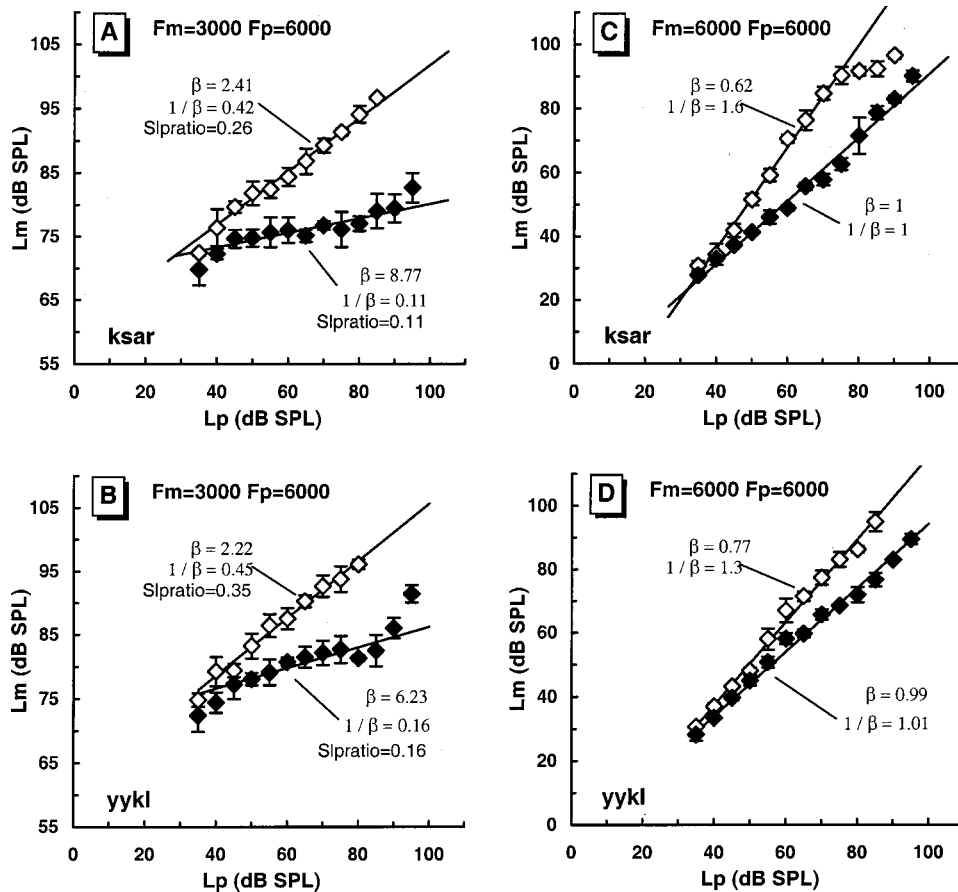 A Fm=3000 Fp=6000
105
95
85
75
65
55
Lm (dB SPL)
β = 2.41
1 / β = 0.42
Slpratio=0.26
β = 8.77
1 / β = 0.11
Slpratio=0.11
ksar
0 20 40 60 80 100
Lp (dB SPL)
C Fm=6000 Fp=6000
100
80
60
40
20
0
Lm (dB SPL)
β = 0.62
1 / β = 1.6
β = 1
1 / β = 1
ksar
0 20 40 60 80 100
Lp (dB SPL)
B Fm=3000 Fp=6000
105
95
85
75
65
55
Lm (dB SPL)
β = 2.22
1 / β = 0.45
Slpratio=0.35
β = 6.23
1 / β = 0.16
Slpratio=0.16
yykl
0 20 40 60 80 100
Lp (dB SPL)
D Fm=6000 Fp=6000
100
80
60
40
20
0
Lm (dB SPL)
β = 0.77
1 / β = 1.3
β = 0.99
1 / β = 1.01
yykl
0 20 40 60 80 100
Lp (dB SPL)